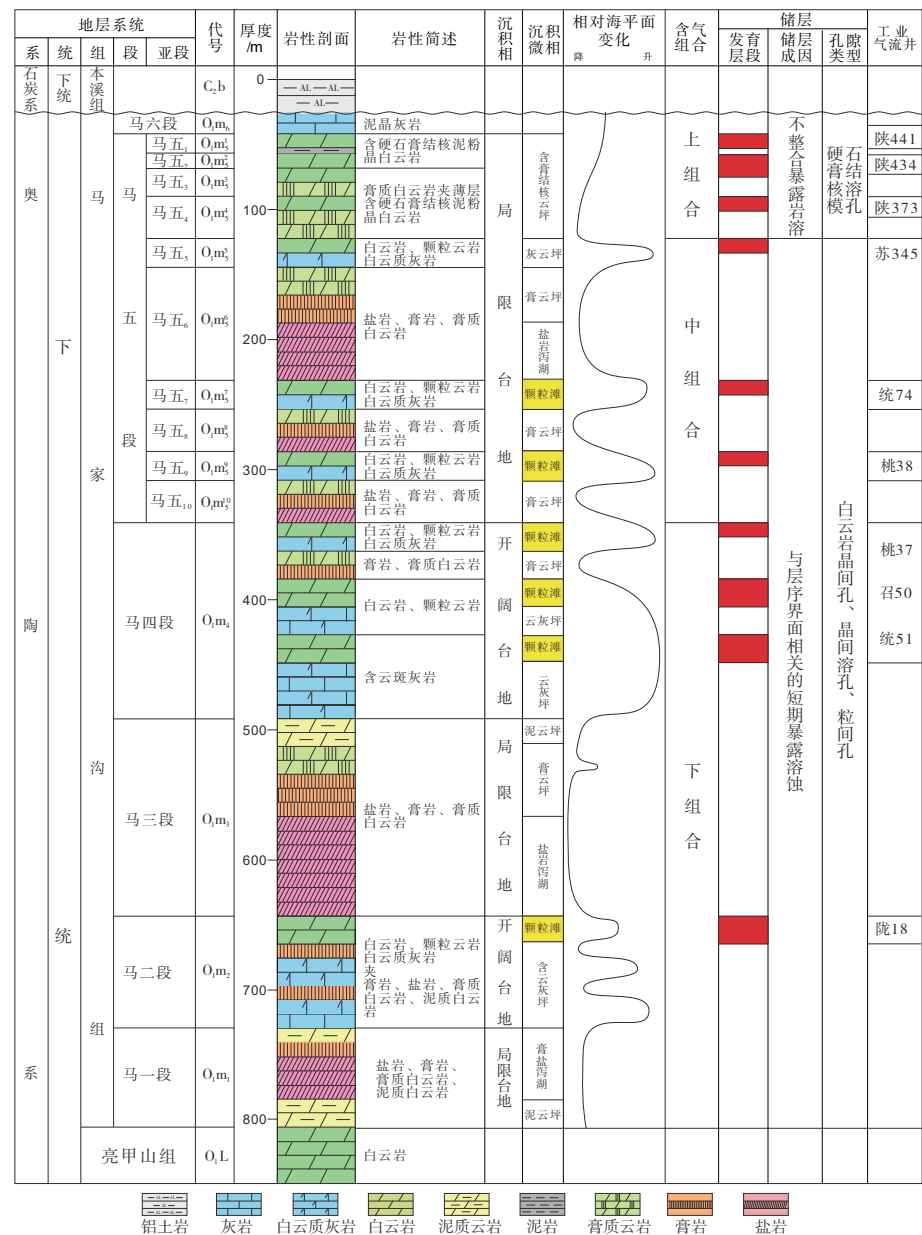 地层系统
系
统
组
段
亚段
代号
厚度/m
岩性剖面
岩性简述
沉积相
沉积微相
相对海平面变化
降
升
含气组合
储层
发育层段
储层成因
孔隙类型
工业气流井
石炭系
下统
本溪组
C₂b
0
AL
AL
AL
奥陶系
下统
马家沟组
马六段
O₁m₆
泥晶灰岩
马五段
马五₁
O₁m₅¹
含硬石膏结核泥粉
晶白云岩
马五₂
O₁m₅²
马五₃
O₁m₅³
膏质白云岩夹薄层
含硬石膏结核泥粉
晶白云岩
马五₄
O₁m₅⁴
100
马五₅
O₁m₅⁵
白云岩、颗粒云岩
白云质灰岩
马五₆
O₁m₅⁶
200
盐岩、膏岩、膏质
白云岩
马五₇
O₁m₅⁷
白云岩、颗粒云岩
白云质灰岩
马五₈
O₁m₅⁸
盐岩、膏岩、膏质
白云岩
马五₉
O₁m₅⁹
300
白云岩、颗粒云岩
白云质灰岩
马五₁₀
O₁m₅¹⁰
盐岩、膏岩、膏质
白云岩
马四段
O₁m₄
400
白云岩、颗粒云岩
白云质灰岩
膏岩、膏质白云岩
白云岩、颗粒云岩
含云斑灰岩
马三段
O₁m₃
500
600
盐岩、膏岩、膏质
白云岩
马二段
O₁m₂
700
白云岩、颗粒云岩
白云质灰岩
夹
膏岩、盐岩、膏质
白云岩、泥质白云
岩
马一段
O₁m₁
800
盐岩、膏岩、
膏质白云岩、
泥质白云岩
亮甲山组
O₁L
白云岩
局限台地
开阔台地
局限台地
开阔台地
局限台地
含膏结核云坪
灰云坪
膏云坪
盐岩泻湖
颗粒滩
膏云坪
颗粒滩
膏云坪
颗粒滩
膏云坪
颗粒滩
云灰坪
颗粒滩
云灰坪
泥云坪
膏云坪
盐岩泻湖
颗粒滩
含云灰坪
膏盐泻湖
泥云坪
上组合
中组合
下组合
不整合暴露岩溶
与层序界面相关的短期暴露溶蚀
硬石膏结核溶模孔
白云岩晶间孔、晶间溶孔、粒间孔
陕441
陕434
陕373
苏345
统74
桃38
桃37
召50
统51
陇18
铝土岩
灰岩
白云质灰岩
白云岩
泥质云岩
泥岩
膏质云岩
膏岩
盐岩